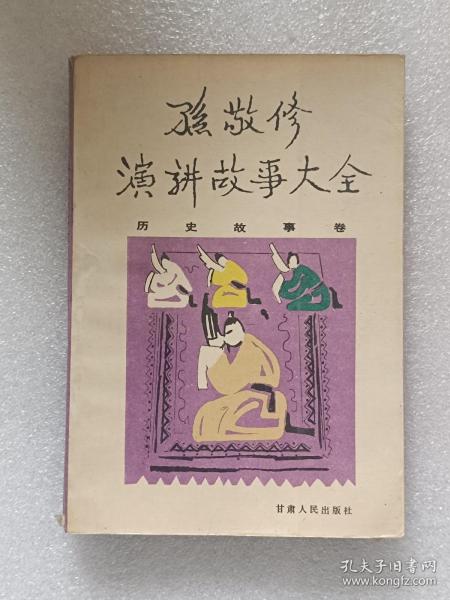 孫敬修
演讲故事大全
历史故事卷
甘肃人民出版社
孔夫子旧书网
www.kongfz.com